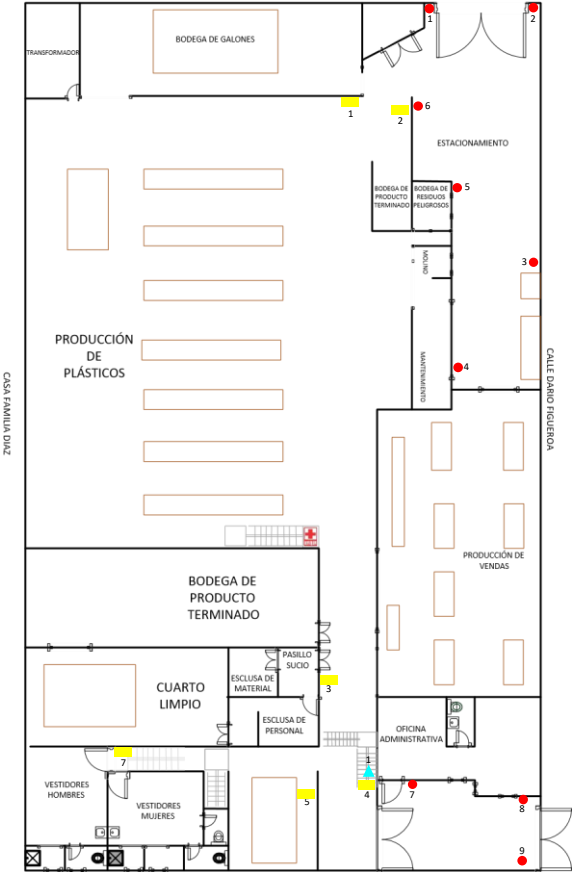 1
2
BODEGA DE GALONES
TRANSFORMADOR
1
2
6
ESTACIONAMIENTO
BODEGA DE
PRODUCTO
TERMINADO
BODEGA DE
RESIDUOS
PELIGROSOS
5
MOLINO
3
PRODUCCIÓN
DE
PLÁSTICOS
MANTENIMIENTO
4
CASA FAMILIA DIAZ
CALLE DARIO FIGUEROA
PRODUCCIÓN DE
VENDAS
BODEGA DE
PRODUCTO
TERMINADO
PASILLO
SUCIO
ESCLUSA DE
MATERIAL
CUARTO
LIMPIO
3
ESCLUSA DE
PERSONAL
OFICINA
ADMINISTRATIVA
1
7
VESTIDORES
HOMBRES
VESTIDORES
MUJERES
5
4
7
8
9